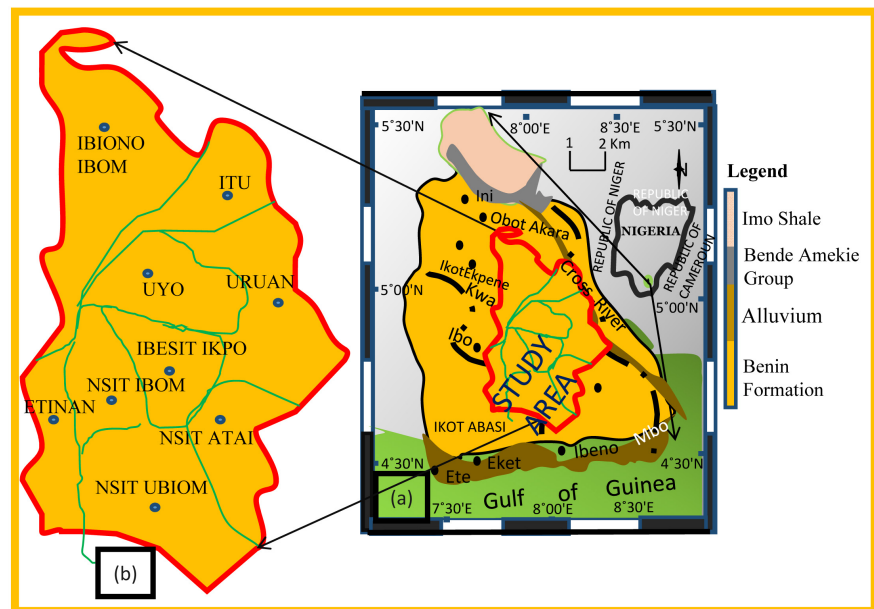 IBIONO
IBOM
ITU
UYO
URUAN
IBESIT IKPO
NSIT IBOM
ETINAN
NSIT ATAI
NSIT UBIOM
(b)
5˚30'N
8˚00'E
8˚30'E
5˚30'N
1
2 Km
N
Ini
Obot Akara
IkotEkpene
Kwa
Ibo
5˚00'N
Cross River
STUDY
AREA
REPUBLIC OF NIGER
REPUBLIC
OF NIGER
NIGERIA
REPUBLIC OF
CAMEROUN
5˚00'N
IKOT ABASI
Mbo
Ibeno
Eket
Ete
4˚30'N
4˚30'N
(a)
Gulf of Guinea
7˚30'E
8˚00'E
8˚30'E
Legend
Imo Shale
Bende Amekie
Group
Alluvium
Benin
Formation